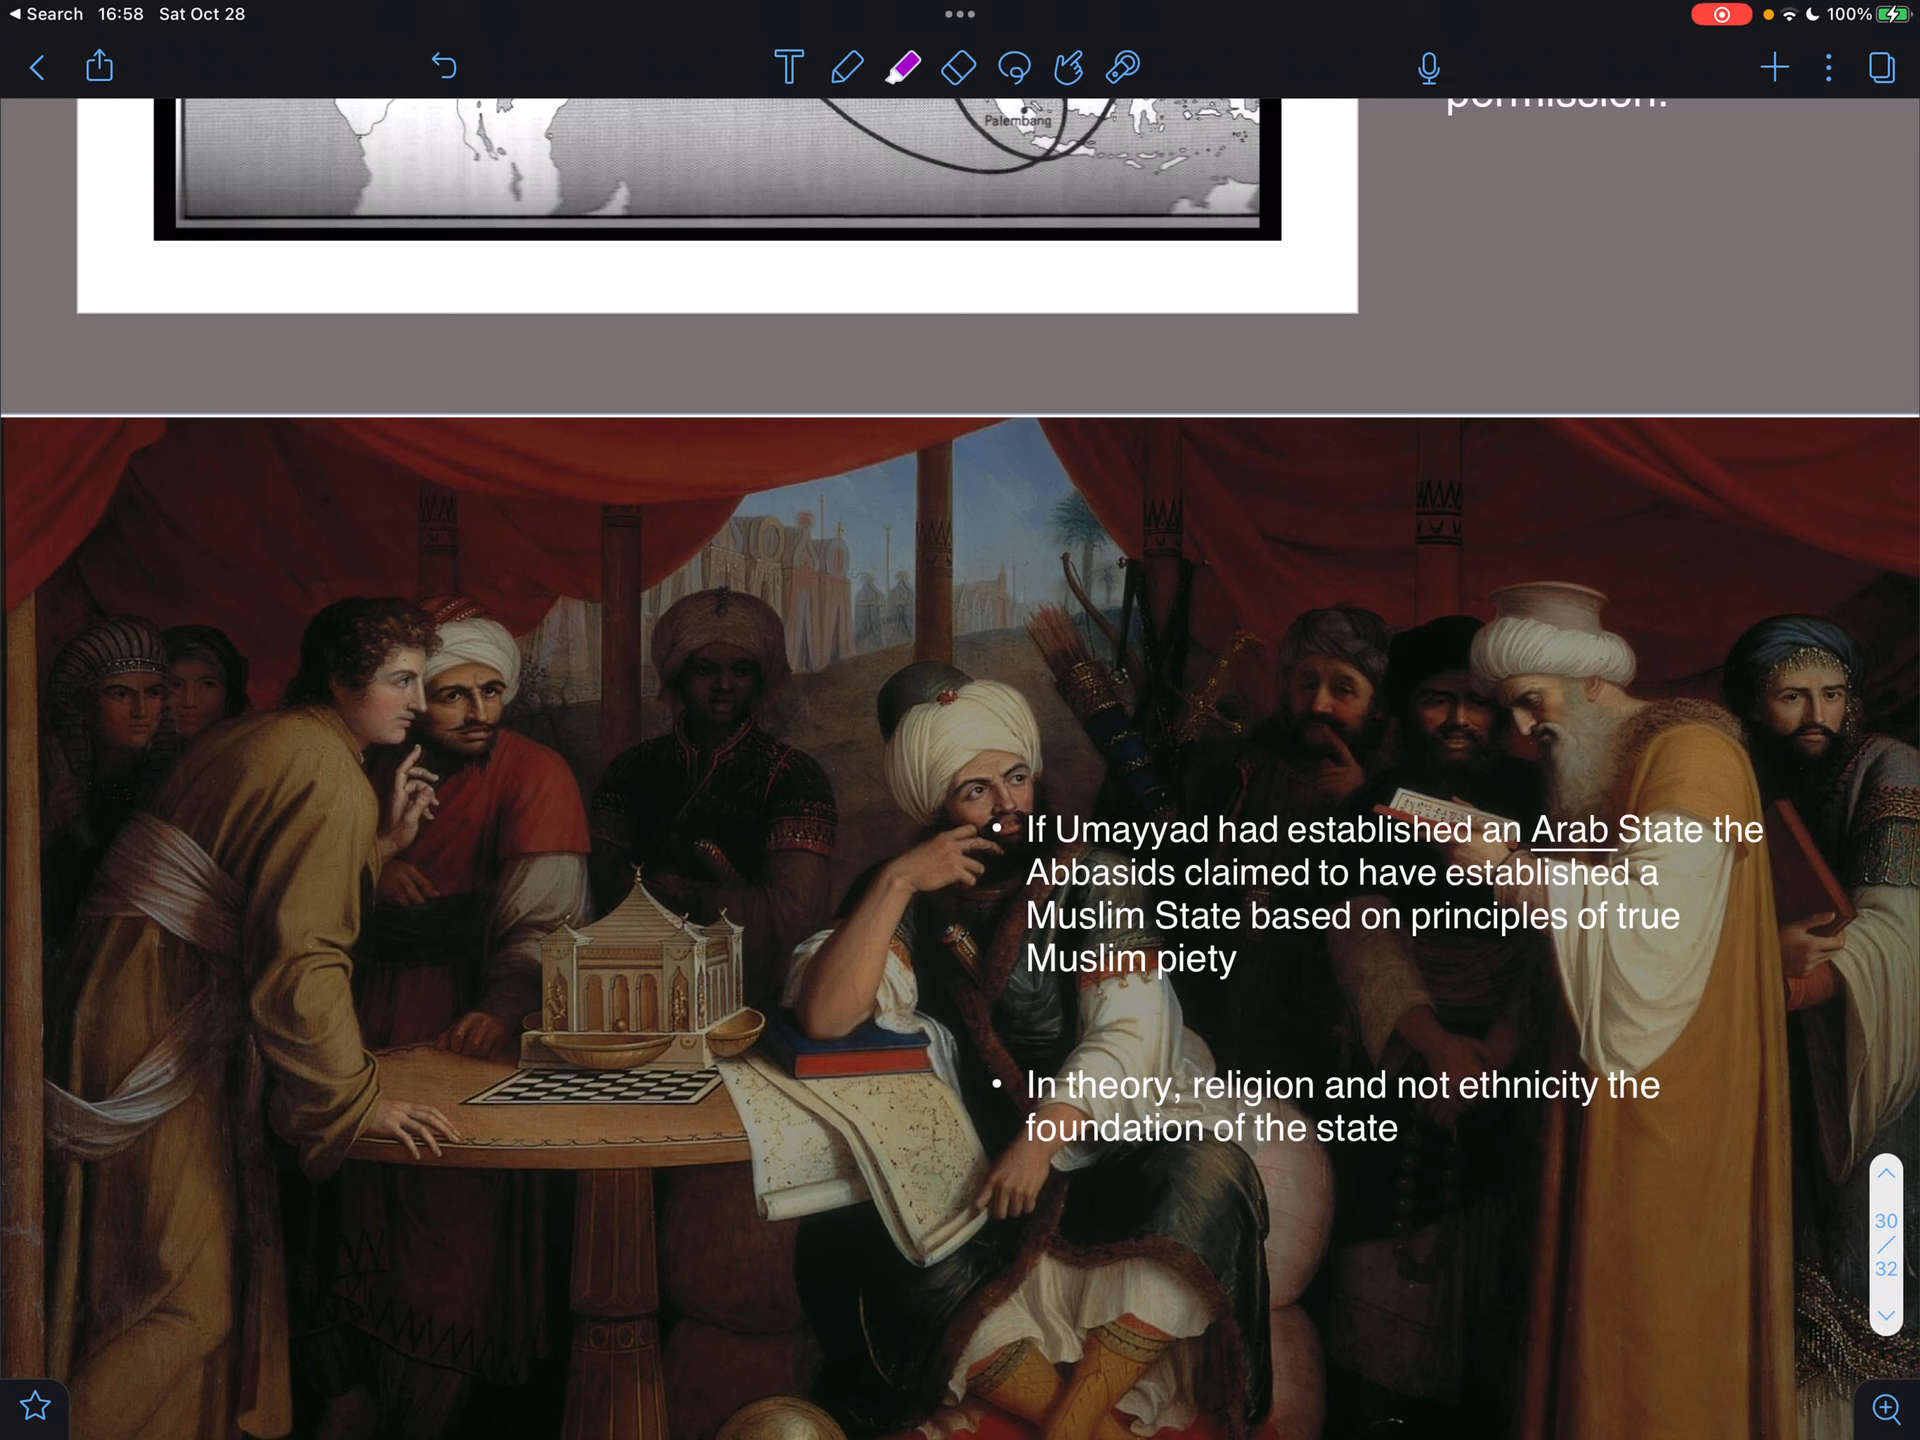 Search 16:58 Sat Oct 28
100%
permission.
Palembang
• If Umayyad had established an Arab State the
Abbasids claimed to have established a
Muslim State based on principles of true
Muslim piety
• In theory, religion and not ethnicity the
foundation of the state
30
/
32